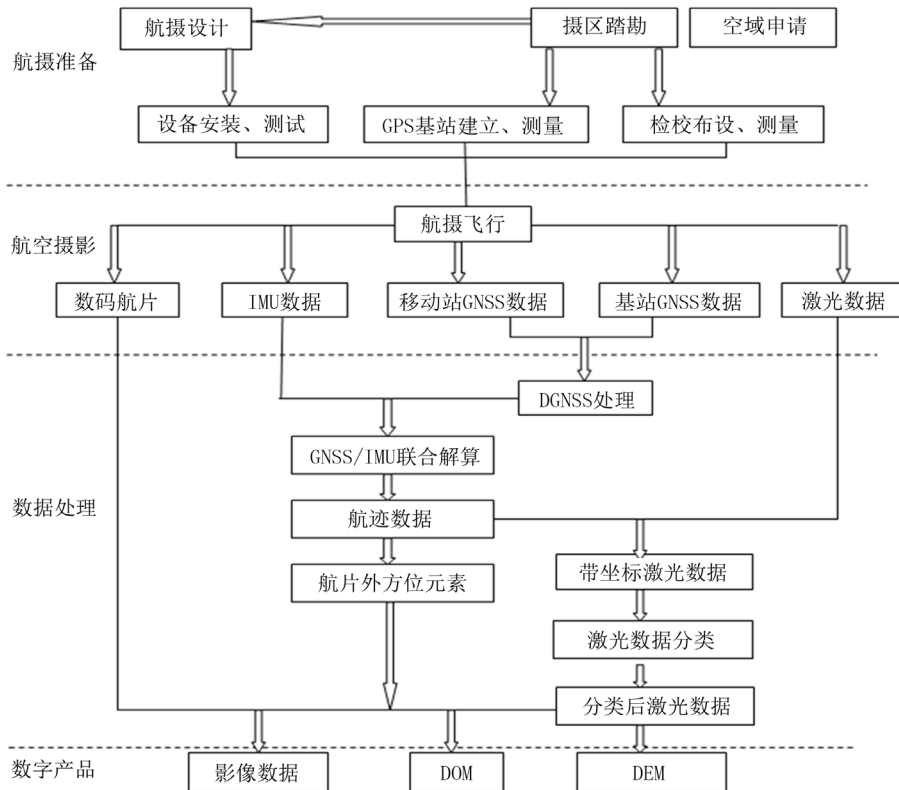 航摄设计
摄区踏勘
空域申请
航摄准备
设备安装、测试
GPS基站建立、测量
检校布设、测量
航摄飞行
航空摄影
数码航片
IMU数据
移动站GNSS数据
基站GNSS数据
激光数据
DGNSS处理
GNSS/IMU联合解算
数据处理
航迹数据
带坐标激光数据
航片外方位元素
激光数据分类
分类后激光数据
数字产品
影像数据
DOM
DEM